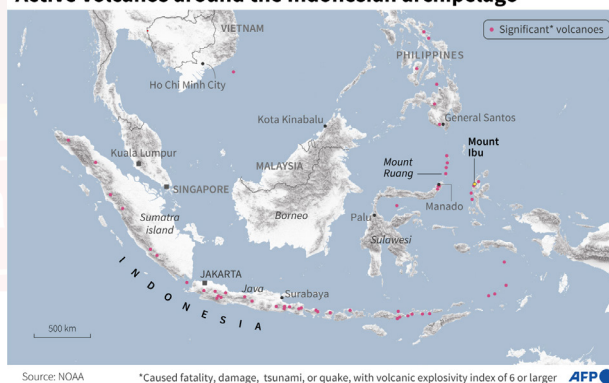 Active volcanoes around the Indonesian archipelago
VIETNAM
Significant* volcanoes
PHILIPPINES
Ho Chi Minh City
Kota Kinabalu
General Santos
Mount
Ibu
Kuala Lumpur
MALAYSIA
Mount
Ruang
SINGAPORE
Sumatra
island
Borneo
Manado
Palu
Sulawesi
JAKARTA
Java
Surabaya
INDONESIA
500 km
Source: NOAA
*Caused fatality, damage, tsunami, or quake, with volcanic explosivity index of 6 or larger
AFP